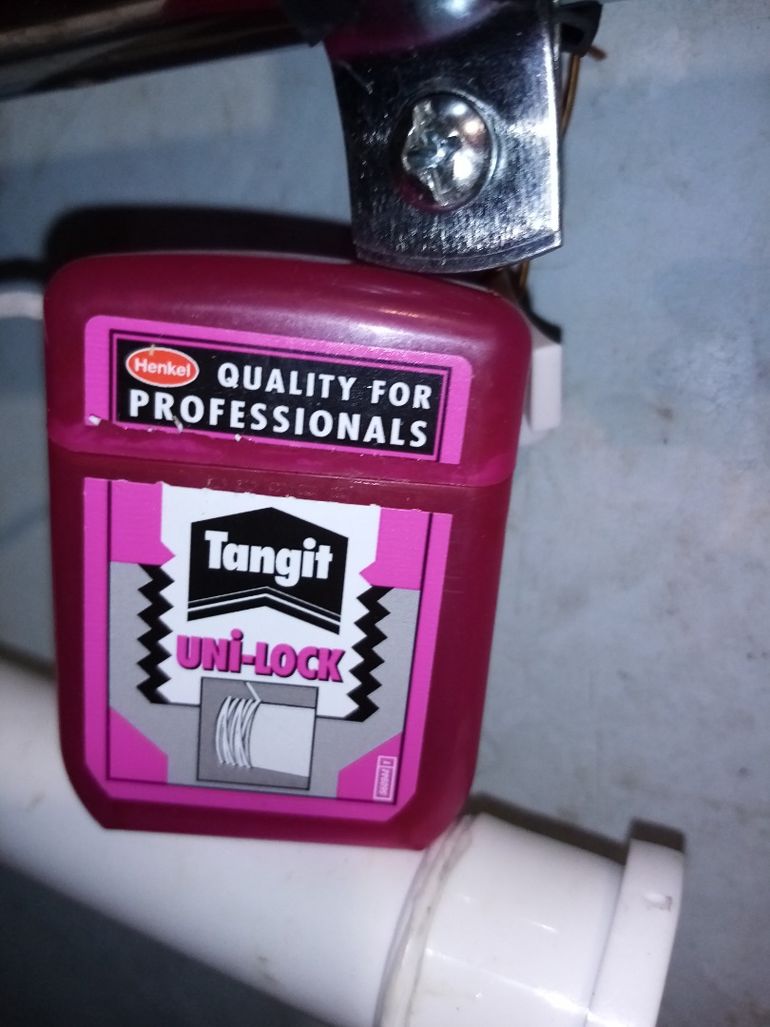 Henkel
QUALITY FOR
PROFESSIONALS
Tangit
UNi-LOCK